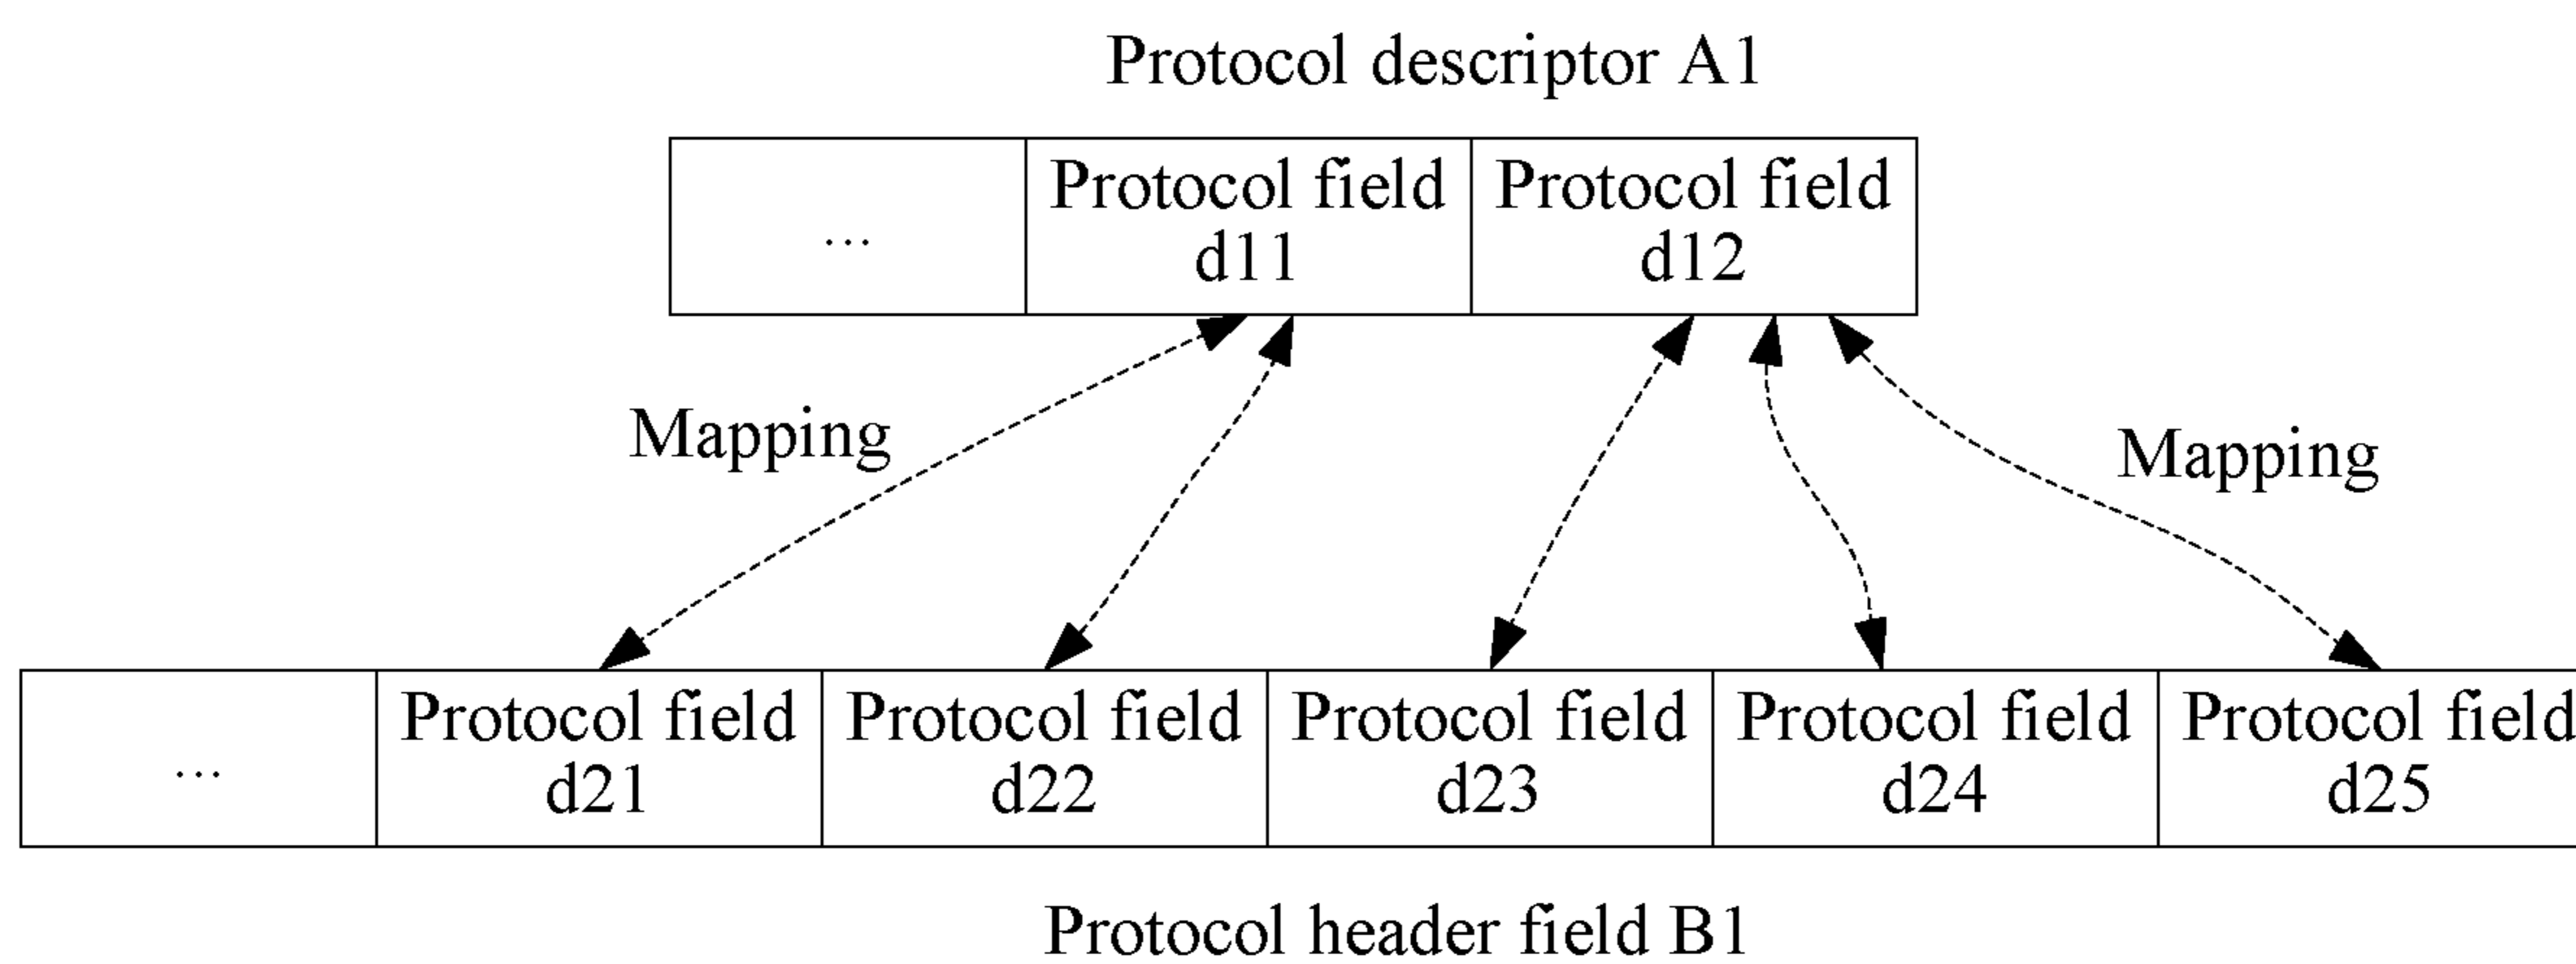 Protocol descriptor A1
...
Protocol field
d11
Protocol field
d12
Mapping
Mapping
...
Protocol field
d21
Protocol field
d22
Protocol field
d23
Protocol field
d24
Protocol field
d25
Protocol header field B1